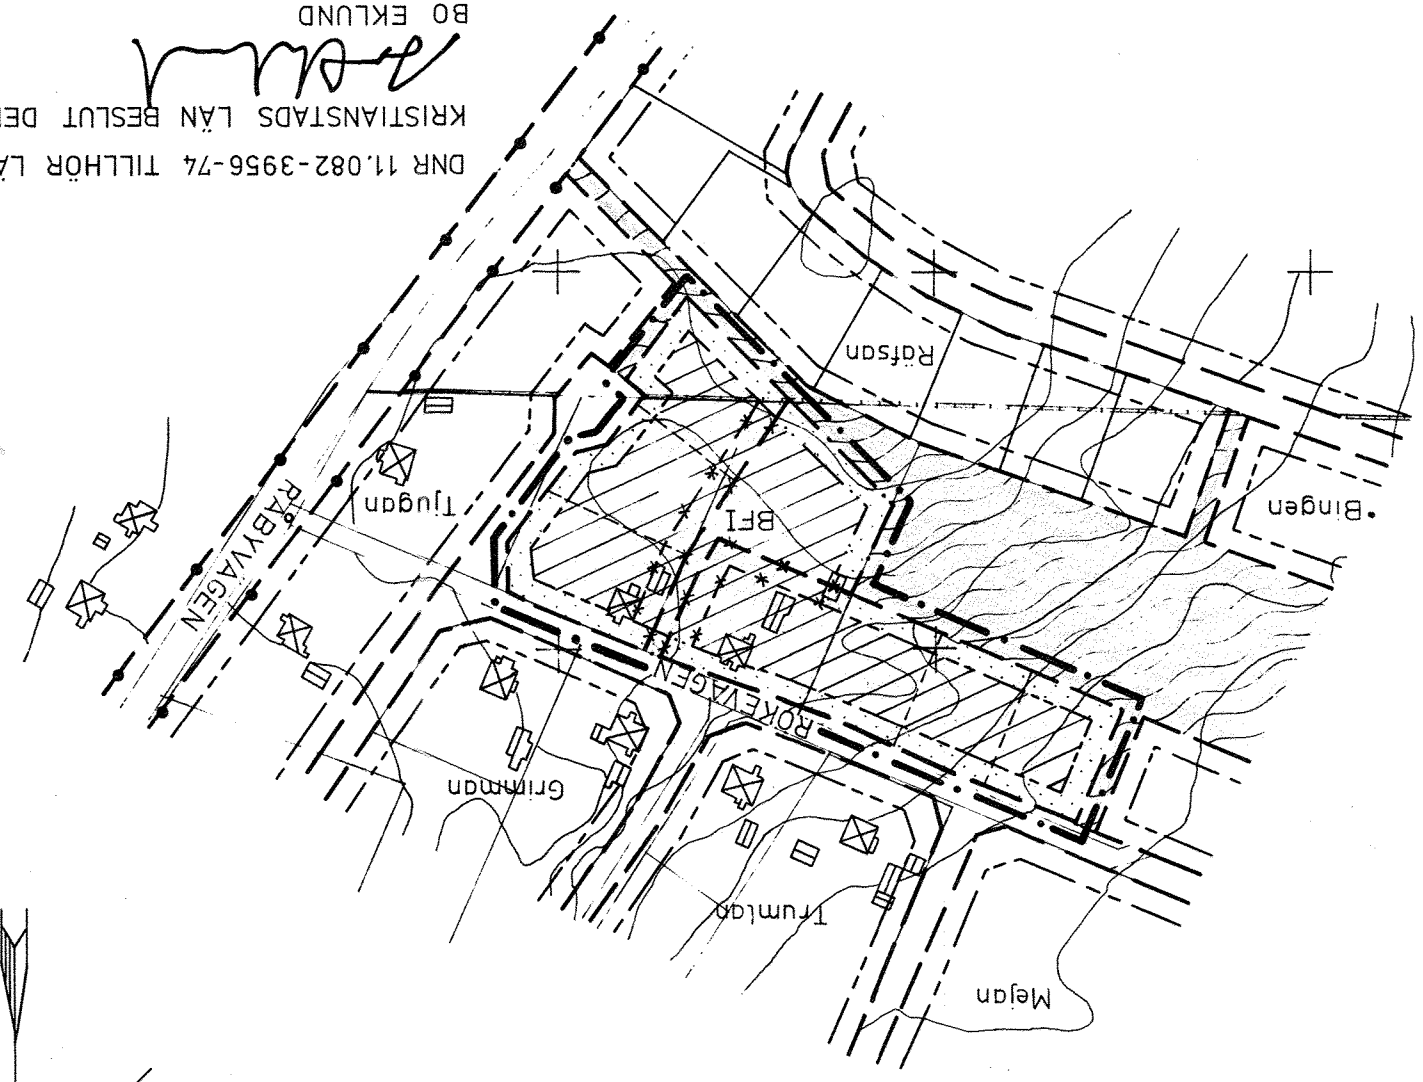 DNR 11.082-3956-74 TILLHÖR LÄ
KRISTIANSTADS LÄN BESLUT DE
BO EKLUND
Mejan
Trumlan
Grimman
RÖKEVÄGEN
BFI
Tjugan
RÅBYVÄGEN
Bingen
Räfsan